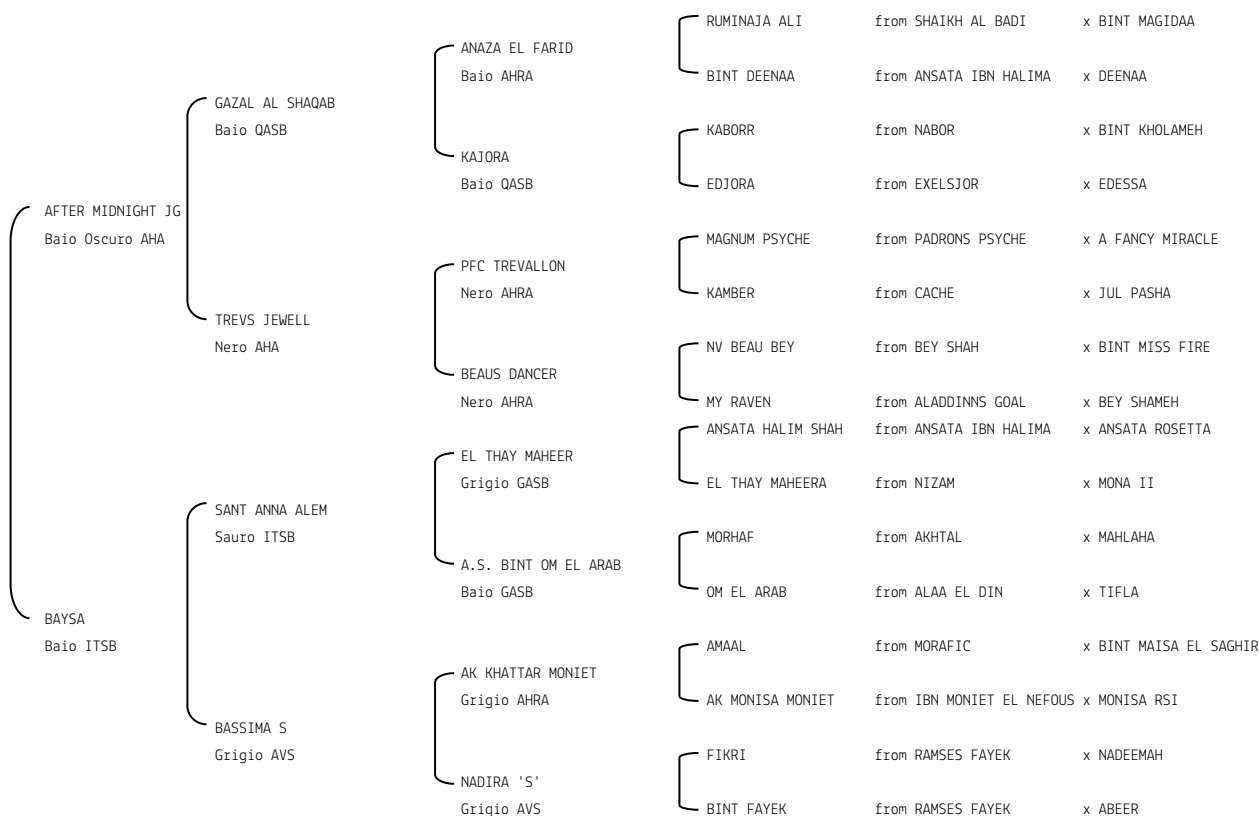 RUMINAJA ALI from SHAIKH AL BADI x BINT MAGIDAA
ANAZA EL FARID
Baio AHRA BINT DEENAA from ANSATA IBN HALIMA x DEENAA
GAZAL AL SHAQAB
Baio QASB KABORR from NABOR x BINT KHOLAMEH
KAJORA
Baio QASB EDJORA from EXELSJOR x EDESSA
AFTER MIDNIGHT JG
Baio Oscuro AHA MAGNUM PSYCHE from PADRONS PSYCHE x A FANCY MIRACLE
PFC TREVALLON
Nero AHRA KAMBER from CACHE x JUL PASHA
TREVS JEWELL
Nero AHA NV BEAU BEY from BEY SHAH x BINT MISS FIRE
BEAUS DANCER
Nero AHRA MY RAVEN from ALADDINNS GOAL x BEY SHAMEH
ANSATA HALIM SHAH from ANSATA IBN HALIMA x ANSATA ROSETTA
EL THAY MAHEER
Grigio GASB EL THAY MAHEERA from NIZAM x MONA II
SANT ANNA ALEM
Sauro ITSB MORHAF from AKHTAL x MAHLAHA
A.S. BINT OM EL ARAB
Baio GASB OM EL ARAB from ALAA EL DIN x TIFLA
BAYSA
Baio ITSB AMAAL from MORAFIC x BINT MAISA EL SAGHIR
AK KHATTAR MONIET
Grigio AHRA AK MONISA MONIET from IBN MONIET EL NEFOUS x MONISA RSI
BASSIMA S
Grigio AVS FIKRI from RAMSES FAYEK x NADEEMAH
NADIRA 'S'
Grigio AVS BINT FAYEK from RAMSES FAYEK x ABEER